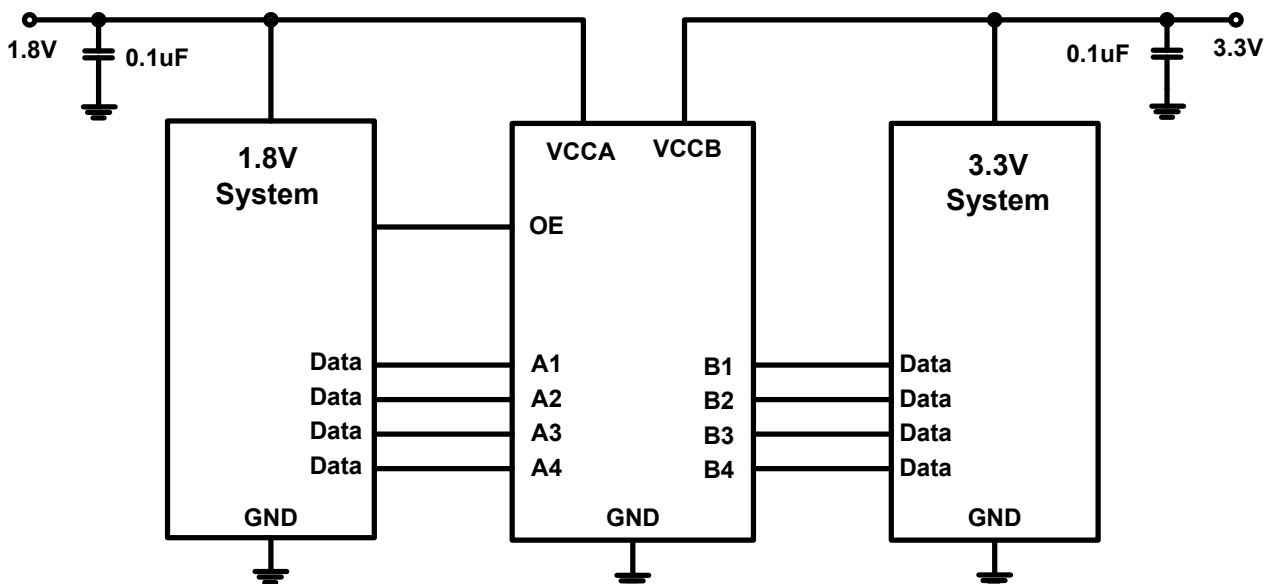 1.8V
0.1uF
0.1uF
3.3V
1.8V
System
VCCA
VCCB
3.3V
System
OE
Data
A1
B1
Data
Data
A2
B2
Data
Data
A3
B3
Data
Data
A4
B4
Data
GND
GND
GND